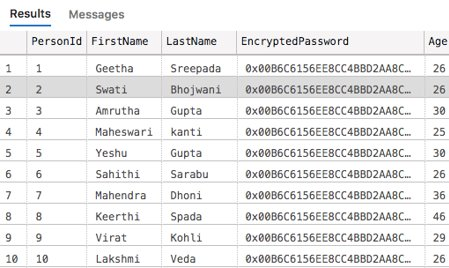 Results Messages
PersonId FirstName LastName EncryptedPassword Age
1 1 Geetha Sreepada 0x00B6C6156EE8CC4BBD2AA8C… 26
2 2 Swati Bhojwani 0x00B6C6156EE8CC4BBD2AA8C… 26
3 3 Amrutha Gupta 0x00B6C6156EE8CC4BBD2AA8C… 30
4 4 Maheswari kanti 0x00B6C6156EE8CC4BBD2AA8C… 25
5 5 Yeshu Gupta 0x00B6C6156EE8CC4BBD2AA8C… 30
6 6 Sahithi Sarabu 0x00B6C6156EE8CC4BBD2AA8C… 26
7 7 Mahendra Dhoni 0x00B6C6156EE8CC4BBD2AA8C… 36
8 8 Keerthi Spada 0x00B6C6156EE8CC4BBD2AA8C… 46
9 9 Virat Kohli 0x00B6C6156EE8CC4BBD2AA8C… 29
10 10 Lakshmi Veda 0x00B6C6156EE8CC4BBD2AA8C… 26